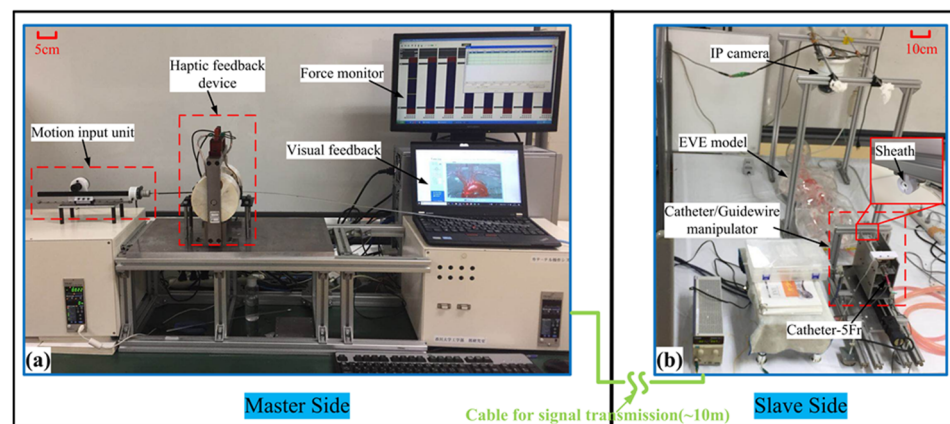 5cm
Haptic feedback
device
Force monitor
Motion input unit
Visual feedback
(a)
Master Side
10cm
IP camera
EVE model
Sheath
Catheter/Guidewire
manipulator
Catheter-5Fr
(b)
Slave Side
Cable for signal transmission(~10m)